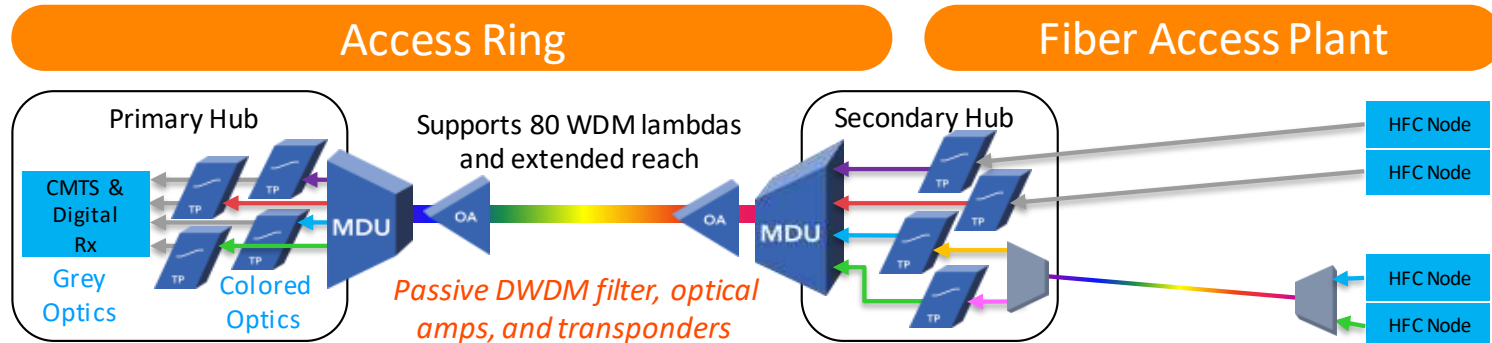 Access Ring
Fiber Access Plant
Primary Hub
Supports 80 WDM lambdas
and extended reach
Secondary Hub
HFC Node
HFC Node
HFC Node
HFC Node
CMTS &
Digital
Rx
TP
TP
TP
TP
MDU
OA
OA
MDU
TP
TP
TP
TP
Grey
Optics
Colored
Optics
Passive DWDM filter, optical
amps, and transponders